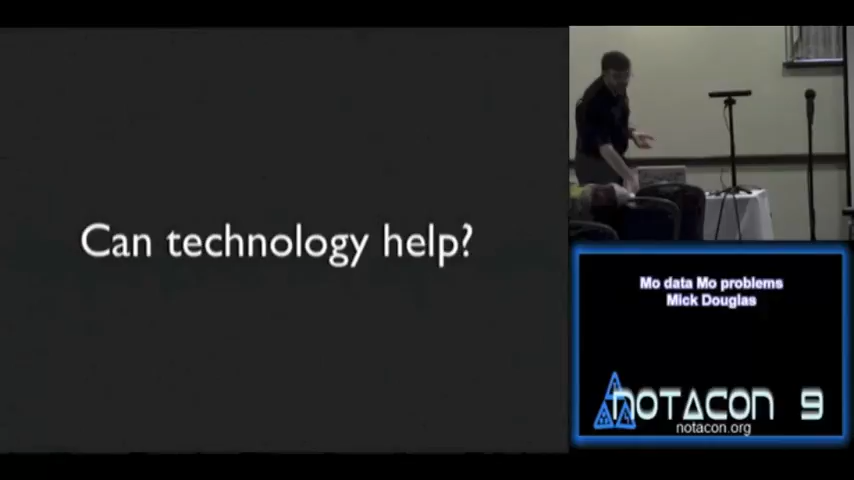 Can technology help?
Mo data Mo problems
Mick Douglas
NOTACON 9
notacon.org